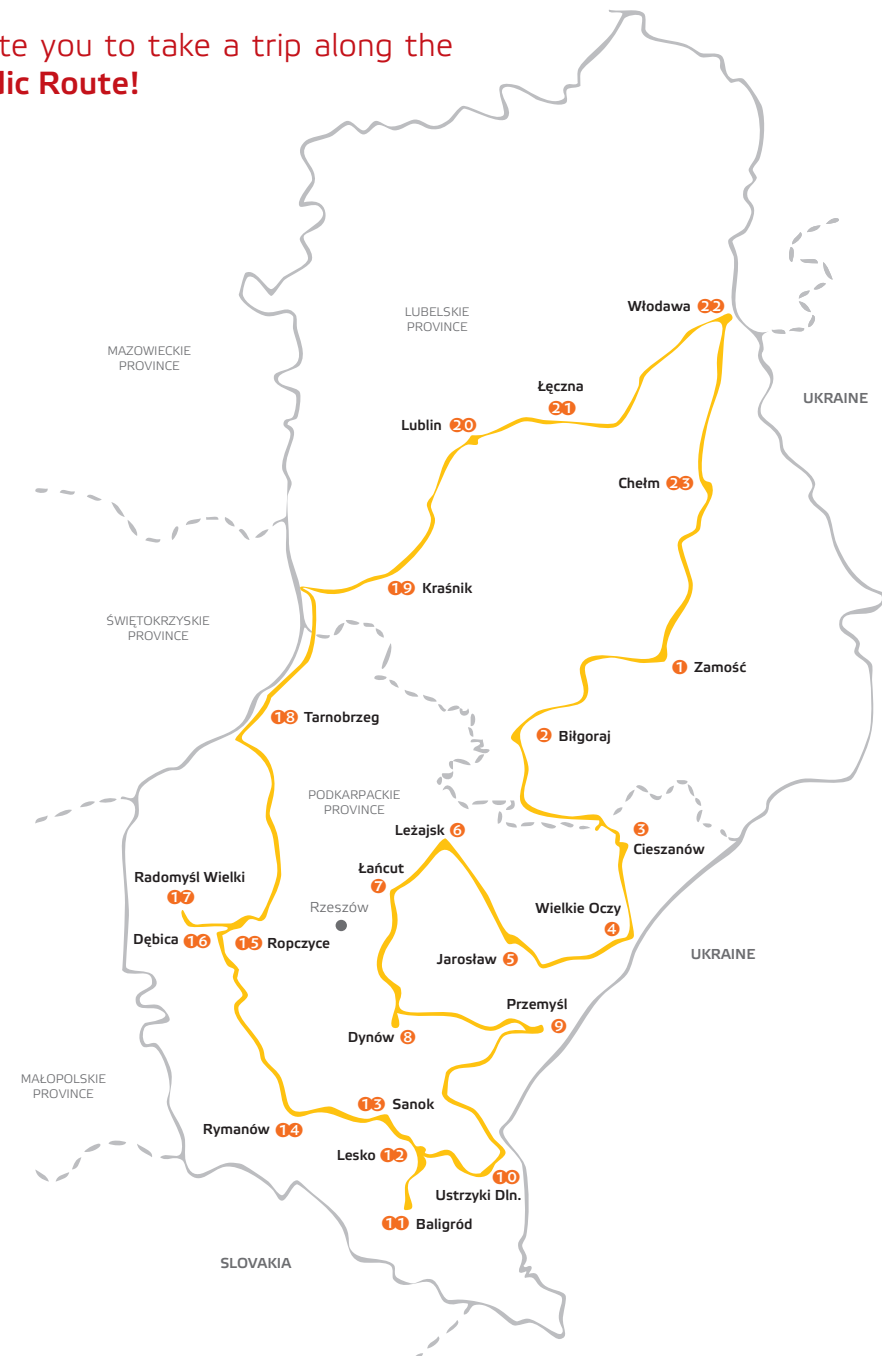 te you to take a trip along the
lic Route!
LUBELSKIE
PROVINCE
Włodawa 22
MAZOWIECKIE
PROVINCE
Łęczna
21
UKRAINE
Lublin 20
Chełm 23
19 Kraśnik
ŚWIĘTOKRZYSKIE
PROVINCE
1 Zamość
18 Tarnobrzeg
2 Biłgoraj
PODKARPACKIE
PROVINCE
Leżajsk 6
3
Cieszanów
Łańcut
7
Radomyśl Wielki
17
Rzeszów
Wielkie Oczy
4
Dębica 16
15 Ropczyce
Jarosław 5
UKRAINE
Przemyśl
9
Dynów 8
MAŁOPOLSKIE
PROVINCE
13 Sanok
Rymanów 14
Lesko 12
10
Ustrzyki Dln.
11 Baligród
SLOVAKIA